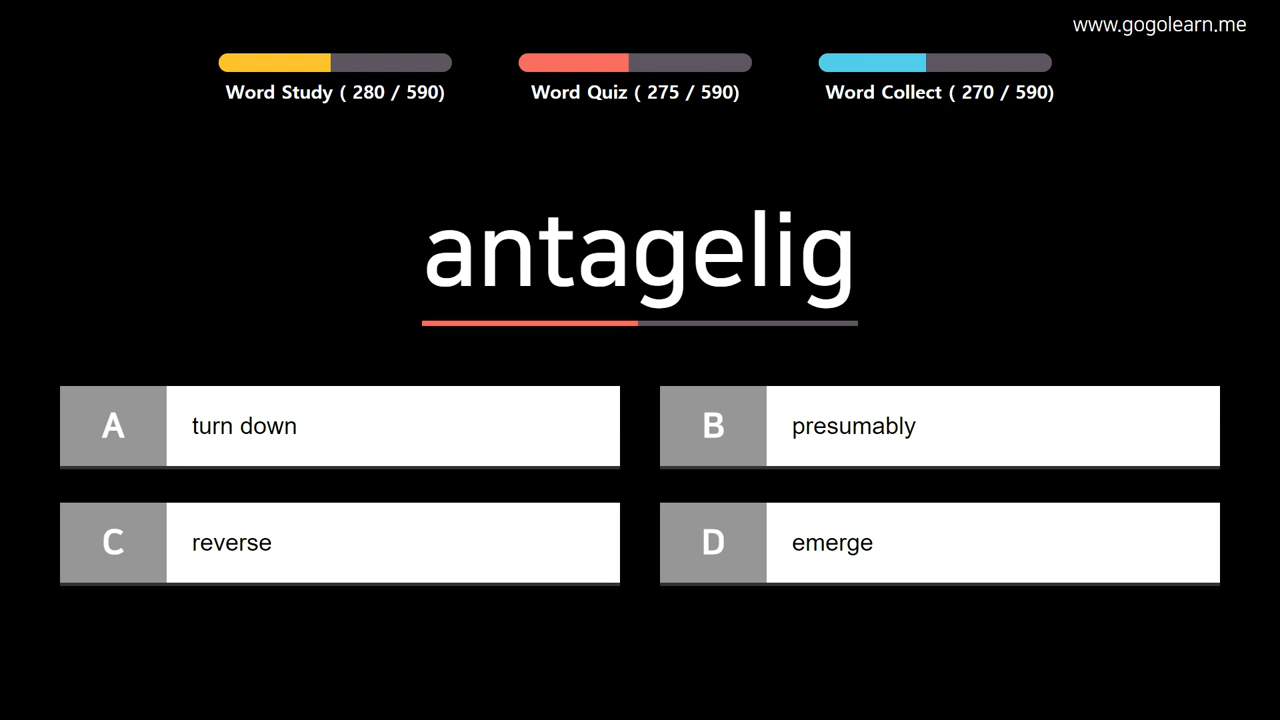 www.gogolearn.me
Word Study ( 280 / 590) Word Quiz ( 275 / 590) Word Collect ( 270 / 590)
antagelig
A turn down
B presumably
C reverse
D emerge